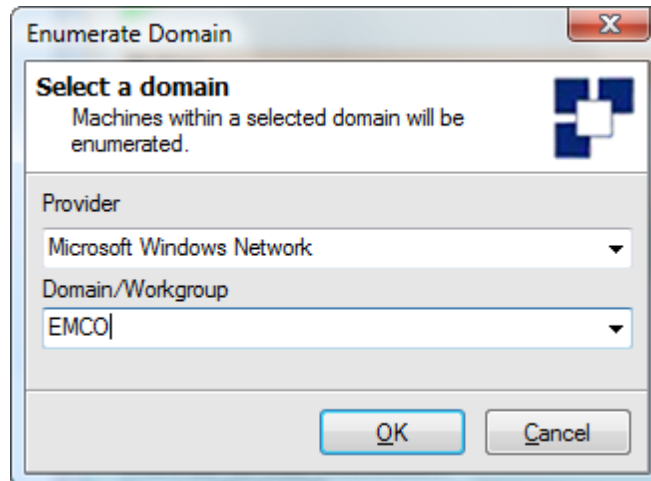 Enumerate Domain
Select a domain
Machines within a selected domain will be
enumerated.
Provider
Microsoft Windows Network
Domain/Workgroup
EMCO
OK
Cancel